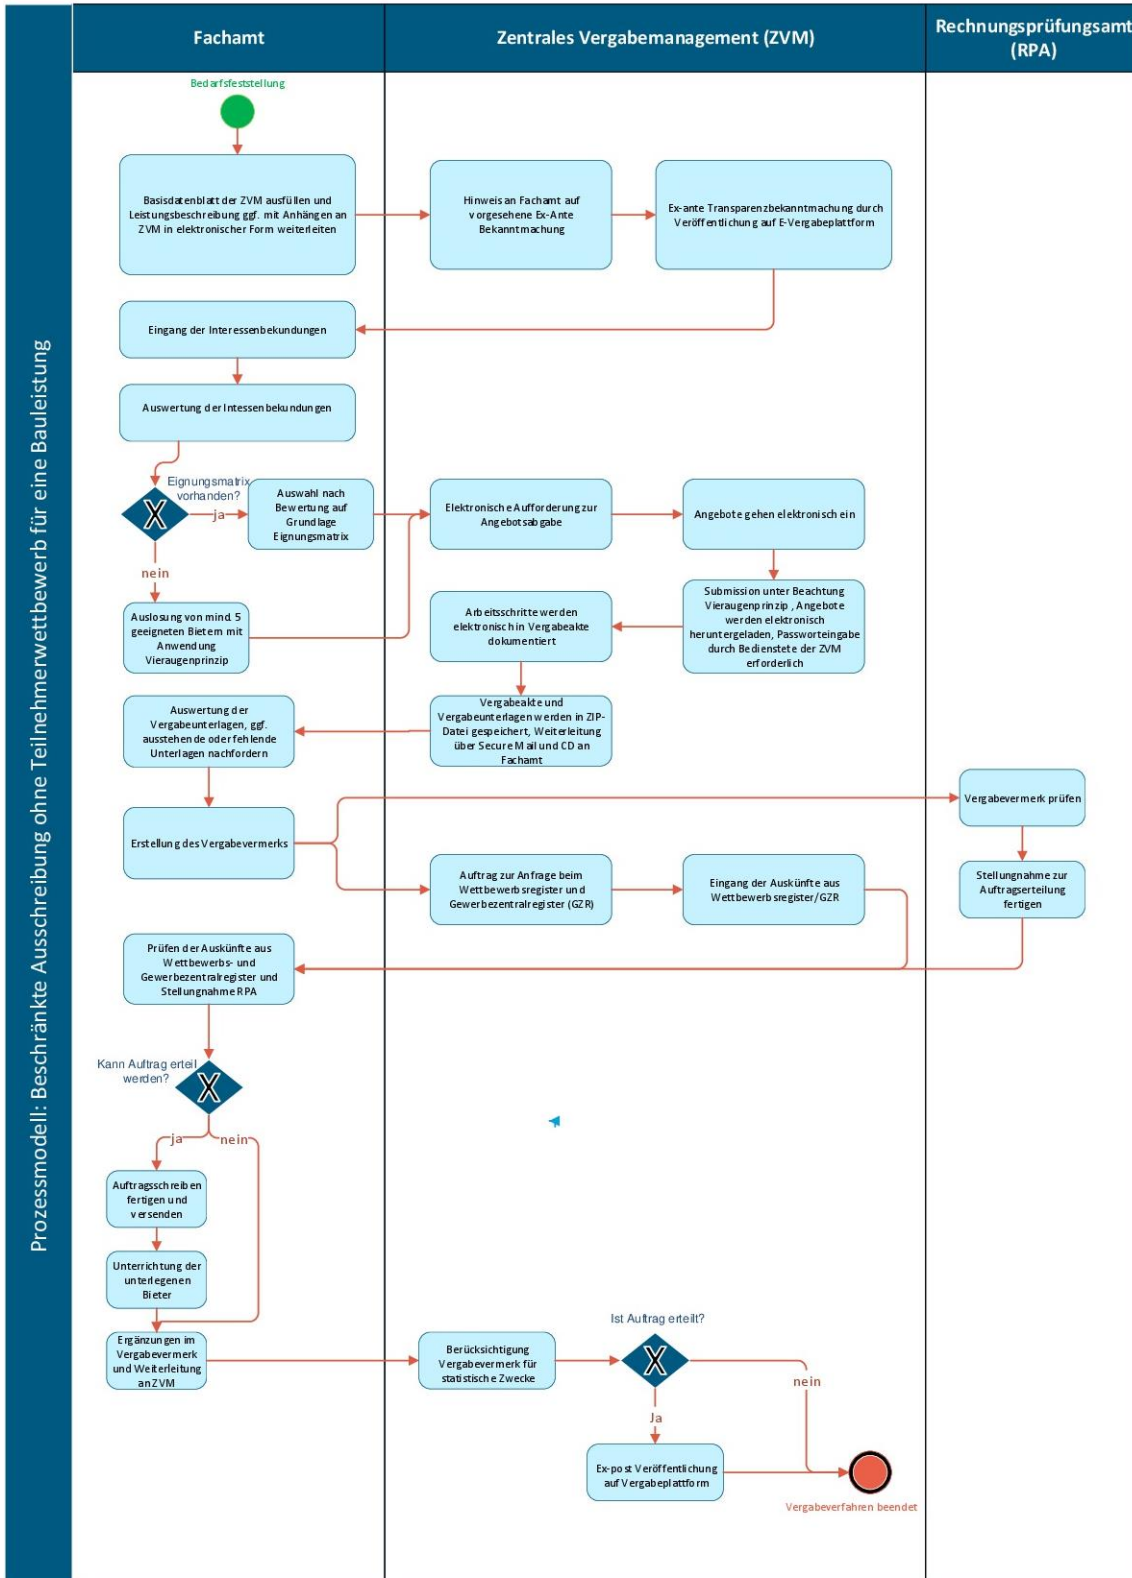 Prozessmodell: Beschränkte Ausschreibung ohne Teilnehmerwettbewerb für eine Bauleistung
Fachamt
Zentrales Vergabemanagement (ZVM)
Rechnungsprüfungsamt
(RPA)
Bedarfsfeststellung
Basisdatenblatt der ZVM ausfüllen und
Leistungsbeschreibung ggf. mit Anhängen an
ZVM in elektronischer Form weiterleiten
Hinweis an Fachamt auf
vorgesehene Ex-Ante
Bekanntmachung
Ex-ante Transparenzbekanntmachung durch
Veröffentlichung auf E-Vergabeplattform
Eingang der Interessenbekundungen
Auswertung der Intessenbekundungen
Eignungsmatrix
vorhanden?
X
ja
Auswahl nach
Bewertung auf
Grundlage
Eignungsmatrix
Elektronische Aufforderung zur
Angebotsabgabe
Angebote gehen elektronisch ein
nein
Auslosung von mind. 5
geeigneten Bietern mit
Anwendung
Vieraugenprinzip
Submission unter Beachtung
Vieraugenprinzip , Angebote
werden elektronisch
heruntergeladen, Passworteingabe
durch Bedienstete der ZVM
erforderlich
Arbeitsschritte werden
elektronisch in Vergabeakte
dokumentiert
Vergabeakte und
Vergabeunterlagen werden in ZIP-
Datei gespeichert, Weiterleitung
über Secure Mail und CD an
Fachamt
Auswertung der
Vergabeunterlagen, ggf.
ausstehende oder fehlende
Unterlagen nachfordern
Erstellung des Vergabevermerks
Vergabevermerk prüfen
Stellungnahme zur
Auftragserteilung
fertigen
Auftrag zur Anfrage beim
Wettbewerbsregister und
Gewerbezentralregister (GZR)
Eingang der Auskünfte aus
Wettbewerbsregister/GZR
Prüfen der Auskünfte aus
Wettbewerbs- und
Gewerbezentralregister und
Stellungnahme RPA
Kann Auftrag erteil
werden?
X
ja
nein
Auftragsschreiben
fertigen und
versenden
Unterrichtung der
unterlegenen
Bieter
Ergänzungen im
Vergabevermerk
und Weiterleitung
an ZVM
Berücksichtigung
Vergabevermerk für
statistische Zwecke
Ist Auftrag erteilt?
X
nein
Ja
Ex-post Veröffentlichung
auf Vergabeplattform
Vergabeverfahren beendet